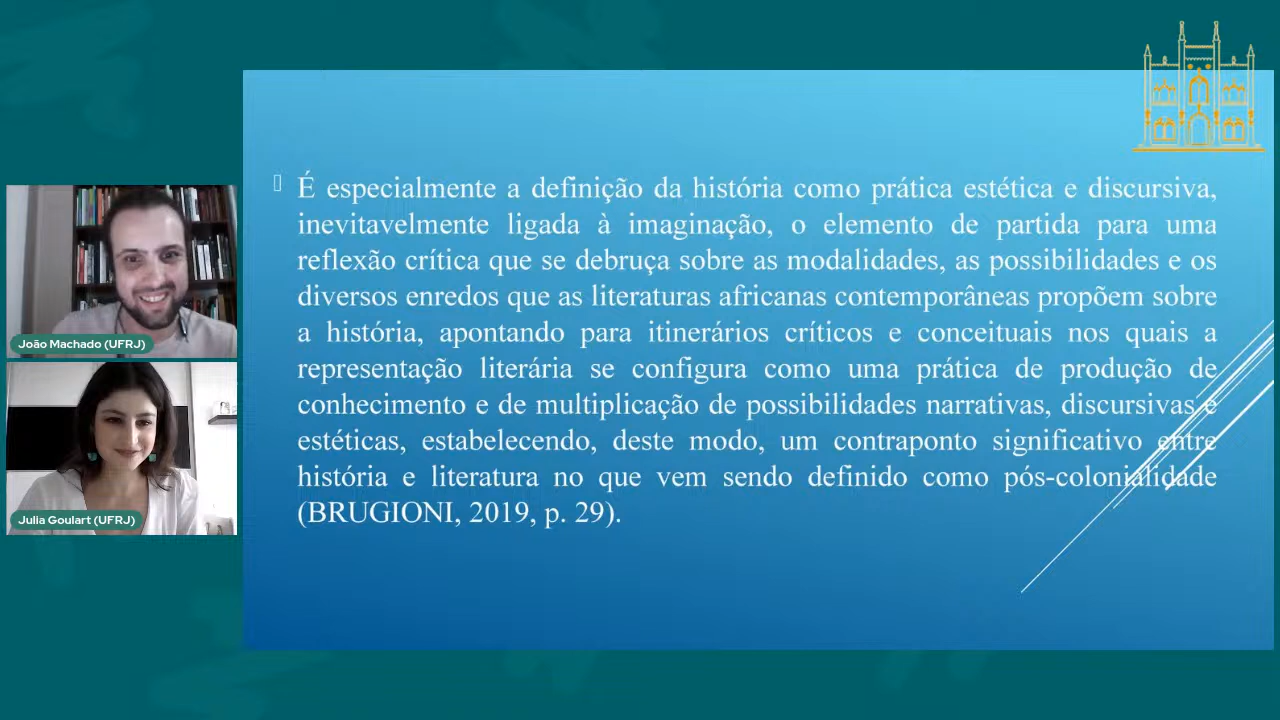 É especialmente a definição da história como prática estética e discursiva,
inevitavelmente ligada à imaginação, o elemento de partida para uma
reflexão crítica que se debruça sobre as modalidades, as possibilidades e os
diversos enredos que as literaturas africanas contemporâneas propõem sobre
a história, apontando para itinerários críticos e conceituais nos quais a
representação literária se configura como uma prática de produção de
conhecimento e de multiplicação de possibilidades narrativas, discursivas e
estéticas, estabelecendo, deste modo, um contraponto significativo entre
história e literatura no que vem sendo definido como pós-colonialidade
(BRUGIONI, 2019, p. 29).
João Machado (UFRJ)
Julia Goulart (UFRJ)